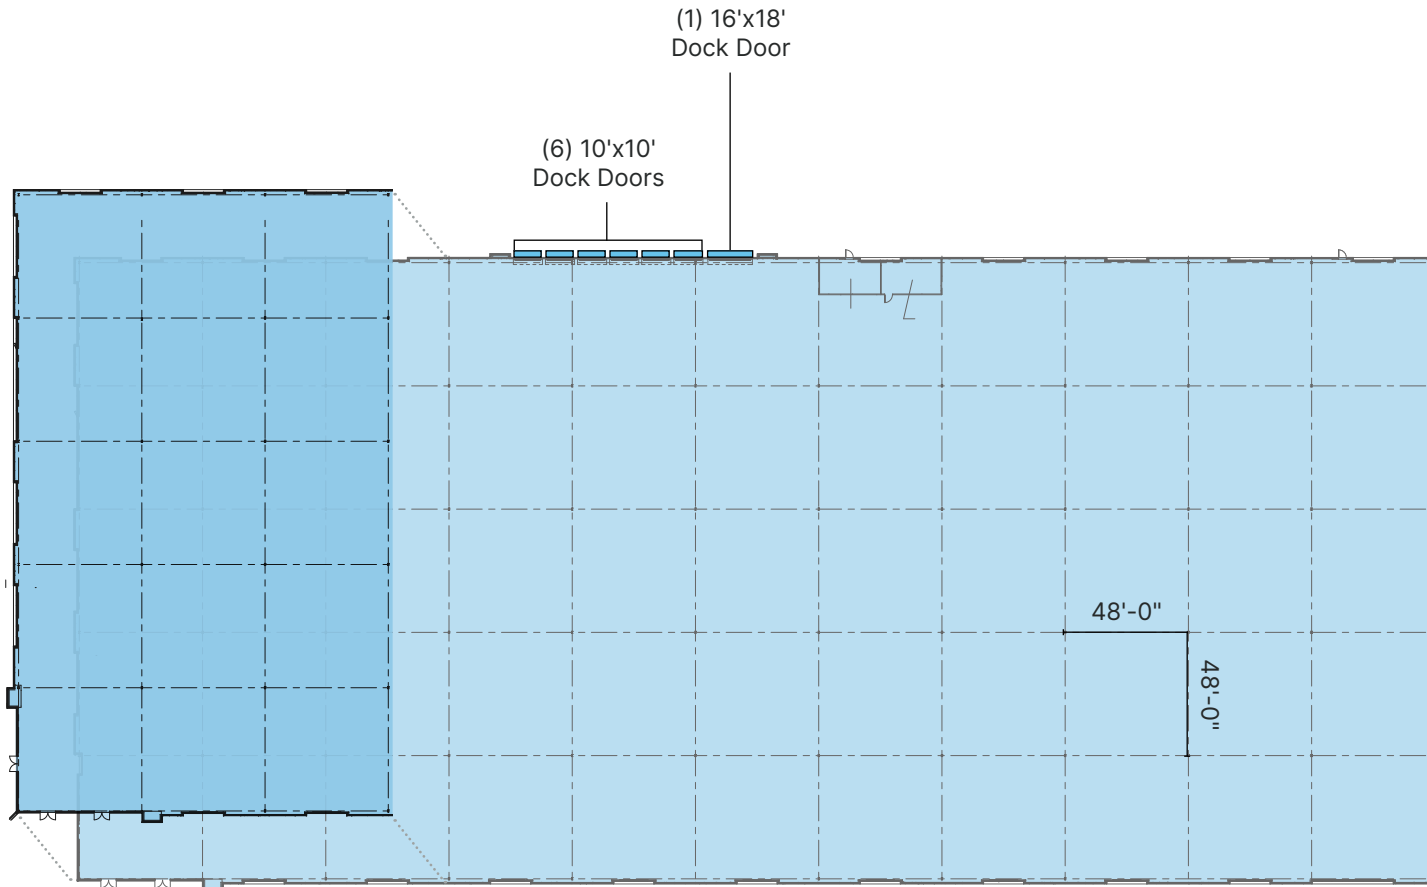 (1) 16'x18'
Dock Door
(6) 10'x10'
Dock Doors
48'-0"
48'-0"